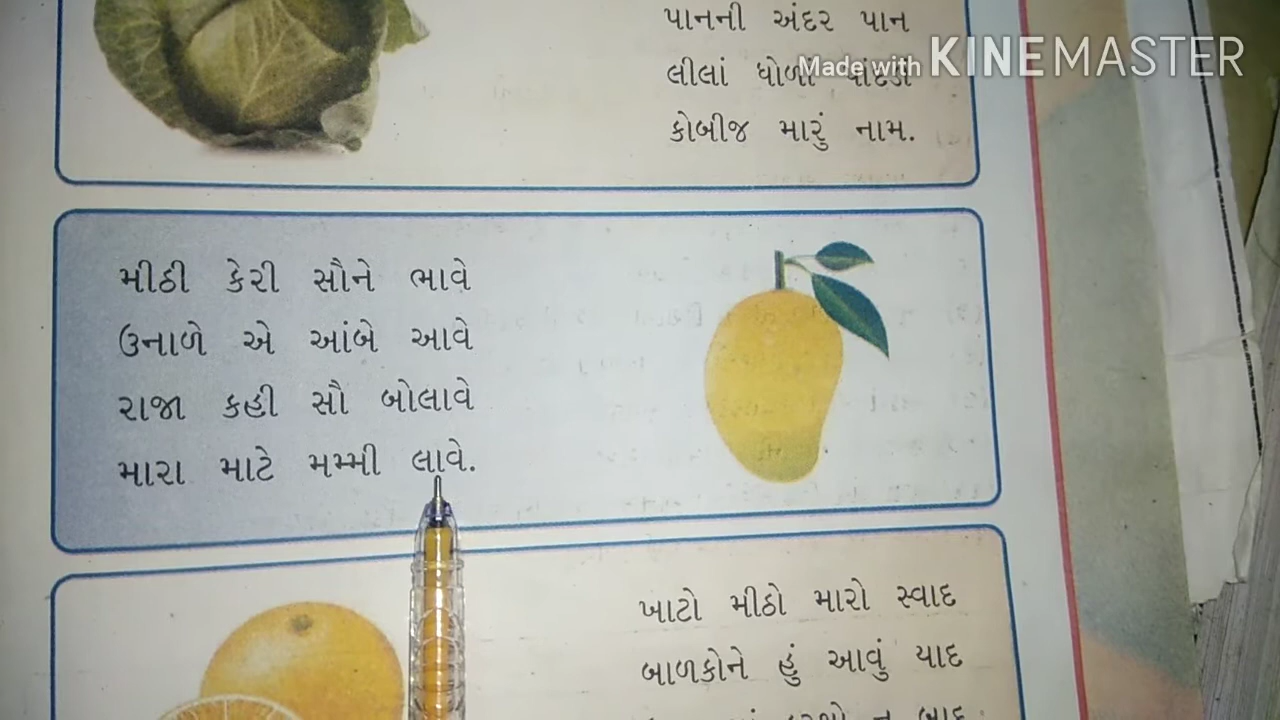 પાનની અંદર પાન
Made with KINEMASTER
લીલાં ધોળાં
કોબીજ મારું નામ.
મીઠી કેરી સૌને ભાવે
ઉનાળે એ આંબે આવે
રાજા કહી સૌ બોલાવે
મારા માટે મમ્મી લાવે.
ખાટો મીઠો મારો સ્વાદ
બાળકોને હું આવું યાદ